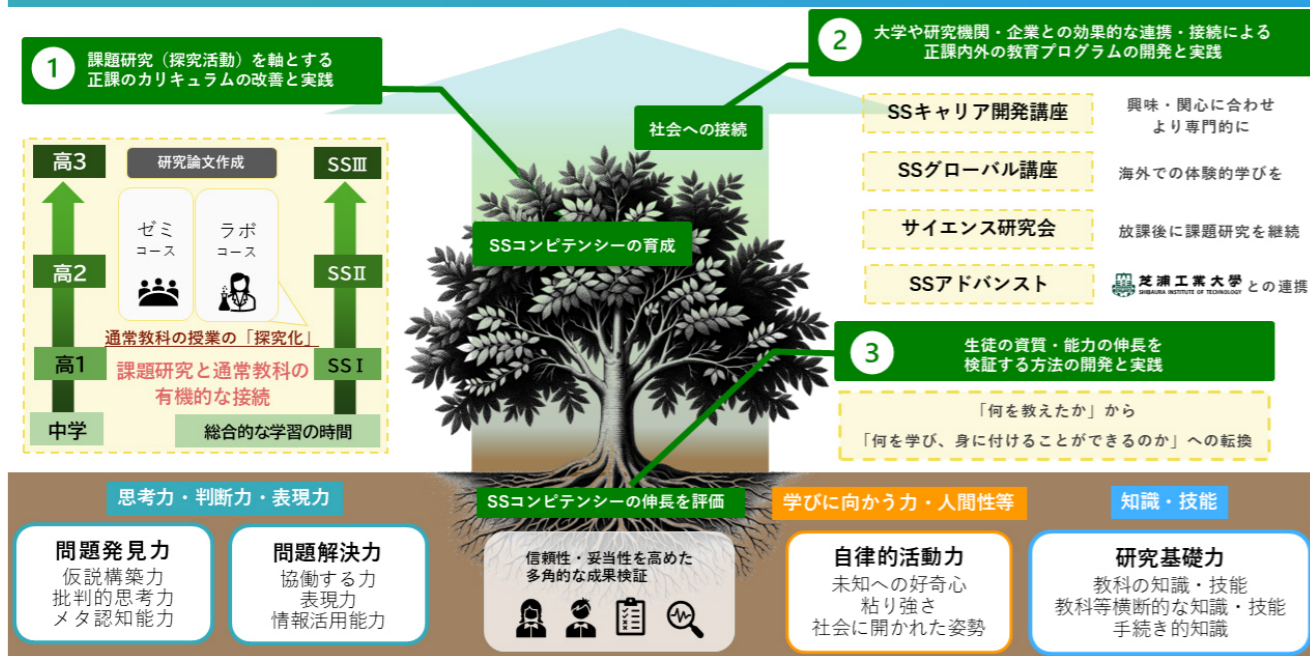 1
課題研究（探究活動）を軸とする
正課のカリキュラムの改善と実践
2
大学や研究機関・企業との効果的な連携・接続による
正課内外の教育プログラムの開発と実践
社会への接続
SSキャリア開発講座
興味・関心に合わせ
より専門的に
SSグローバル講座
海外での体験的学びを
サイエンス研究会
放課後に課題研究を継続
SSアドバンスト
芝浦工業大學
SHIBAURA INSTITUTE OF TECHNOLOGY
との連携
高3
研究論文作成
SSⅢ
ゼミ
コース
ラボ
コース
高2
SSⅡ
通常教科の授業の「探究化」
高1
課題研究と通常教科の
有機的な接続
SSⅠ
中学
総合的な学習の時間
SSコンピテンシーの育成
3
生徒の資質・能力の伸長を
検証する方法の開発と実践
「何を教えたか」から
「何を学び、身に付けることができるのか」への転換
思考力・判断力・表現力
問題発見力
仮説構築力
批判的思考力
メタ認知能力
問題解決力
協働する力
表現力
情報活用能力
SSコンピテンシーの伸長を評価
信頼性・妥当性を高めた
多角的な成果検証
学びに向かう力・人間性等
自律的活動力
未知への好奇心
粘り強さ
社会に開かれた姿勢
知識・技能
研究基礎力
教科の知識・技能
教科等横断的な知識・技能
手続き的知識